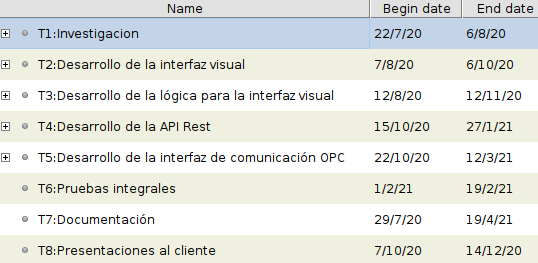 Name Begin date End date
T1:Investigacion 22/7/20 6/8/20
T2:Desarrollo de la interfaz visual 7/8/20 6/10/20
T3:Desarrollo de la lógica para la interfaz visual 12/8/20 12/11/20
T4:Desarrollo de la API Rest 15/10/20 27/1/21
T5:Desarrollo de la interfaz de comunicación OPC 22/10/20 12/3/21
T6:Pruebas integrales 1/2/21 19/2/21
T7:Documentación 29/7/20 19/4/21
T8:Presentaciones al cliente 7/10/20 14/12/20